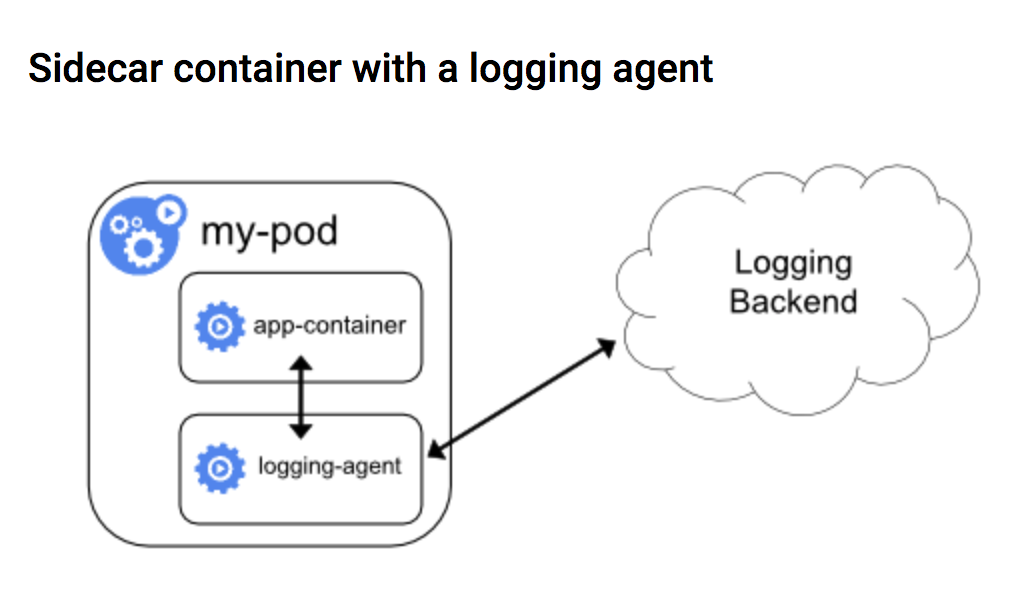 Sidecar container with a logging agent
my-pod
app-container
logging-agent
Logging
Backend